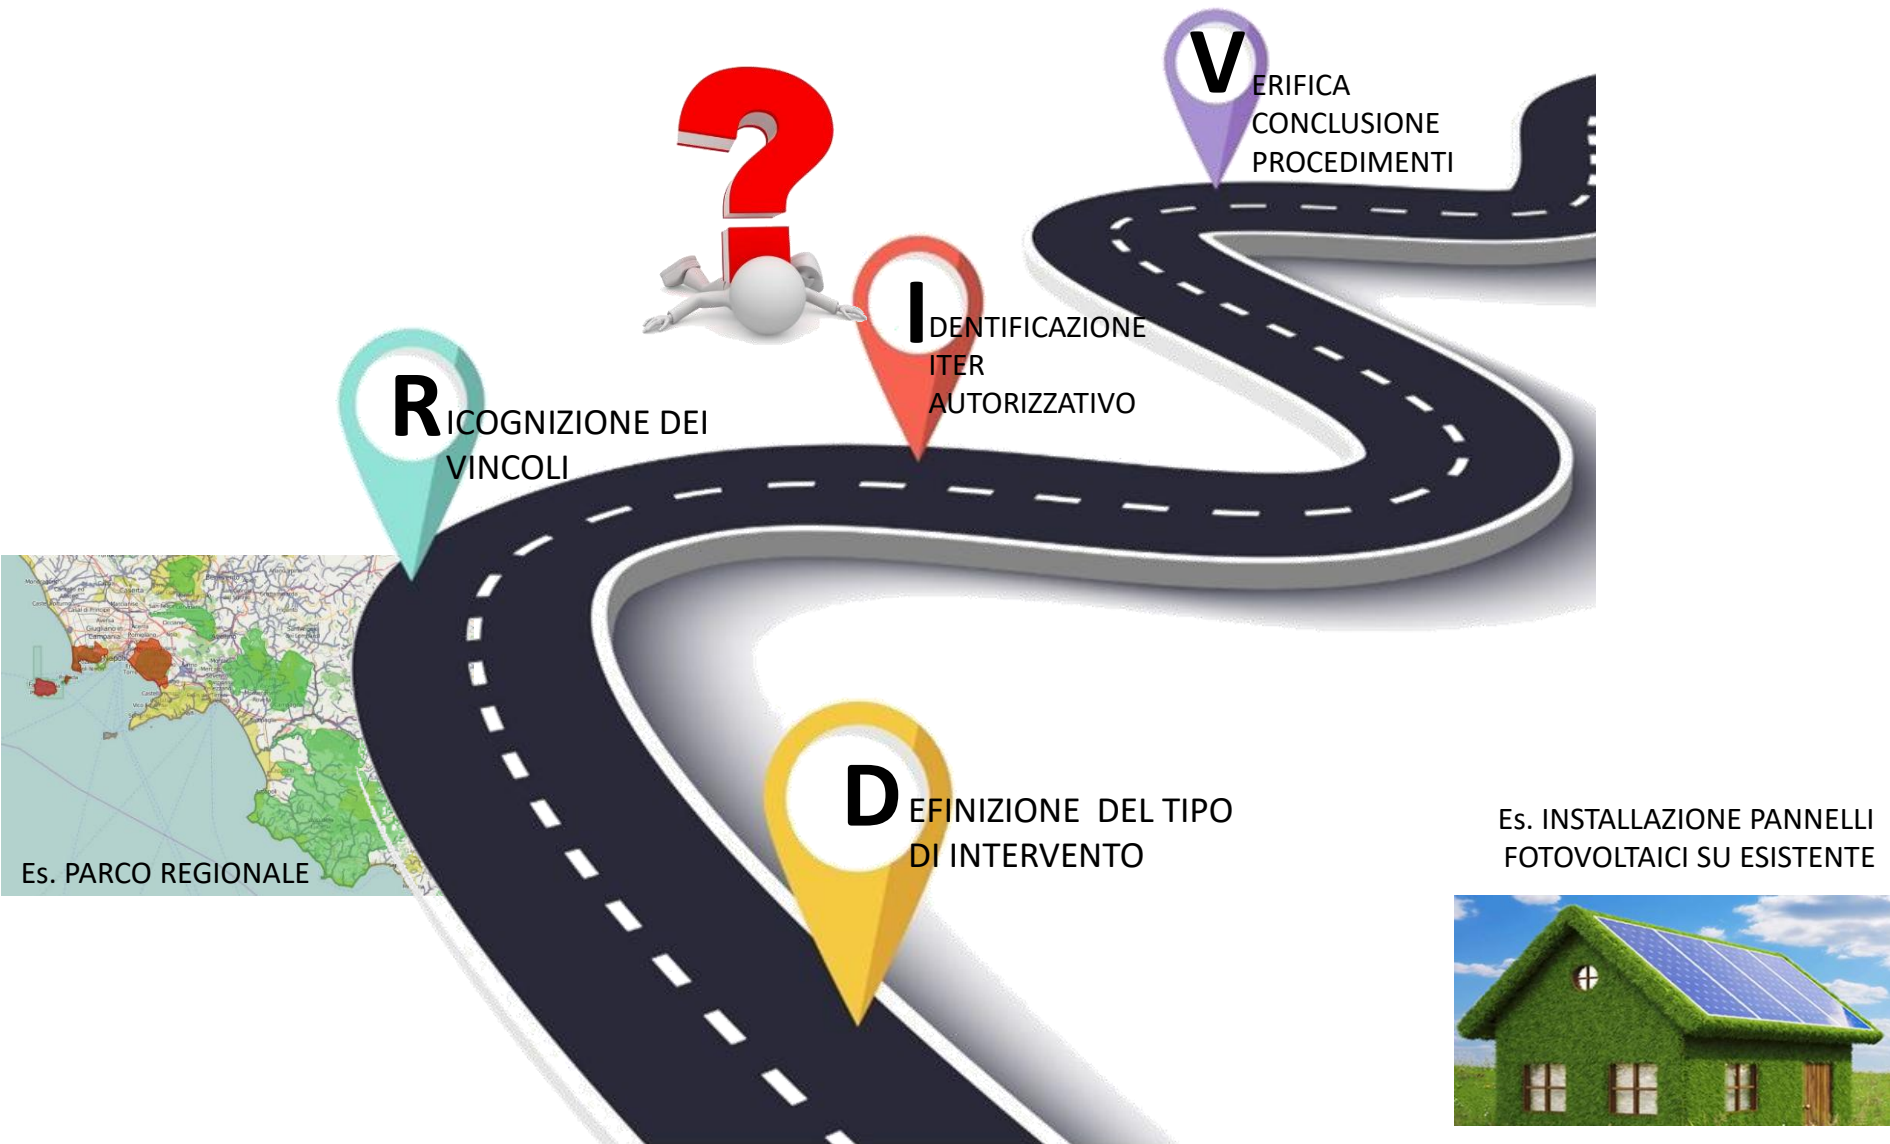 VERIFICA
CONCLUSIONE
PROCEDIMENTI
IDENTIFICAZIONE
ITER
AUTORIZZATIVO
RICOGNIZIONE DEI
VINCOLI
Es. PARCO REGIONALE
DEFINIZIONE DEL TIPO
DI INTERVENTO
Es. INSTALLAZIONE PANNELLI
FOTOVOLTAICI SU ESISTENTE